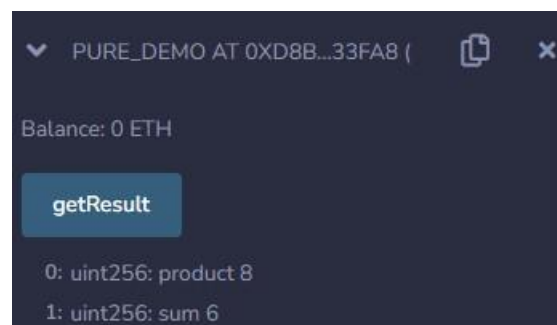 PURE_DEMO AT 0XD8B...33FA8 (
Balance: 0 ETH
getResult
0: uint256: product 8
1: uint256: sum 6